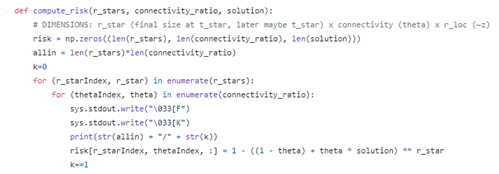 def compute_risk(r_stars, connectivity_ratio, solution):
    # DIMENSIONS: r_star (final size at t_star, later maybe t_star) x connectivity (theta) x r_loc (~z)
    risk = np.zeros((len(r_stars), len(connectivity_ratio), len(solution)))
    allin = len(r_stars)*len(connectivity_ratio)
    k=0
    for (r_starIndex, r_star) in enumerate(r_stars):
        for (thetaIndex, theta) in enumerate(connectivity_ratio):
            sys.stdout.write("\033[F")
            sys.stdout.write("\033[K")
            print(str(allin) + "/" + str(k))
            risk[r_starIndex, thetaIndex, :] = 1 - ((1 - theta) + theta * solution) ** r_star
            k+=1